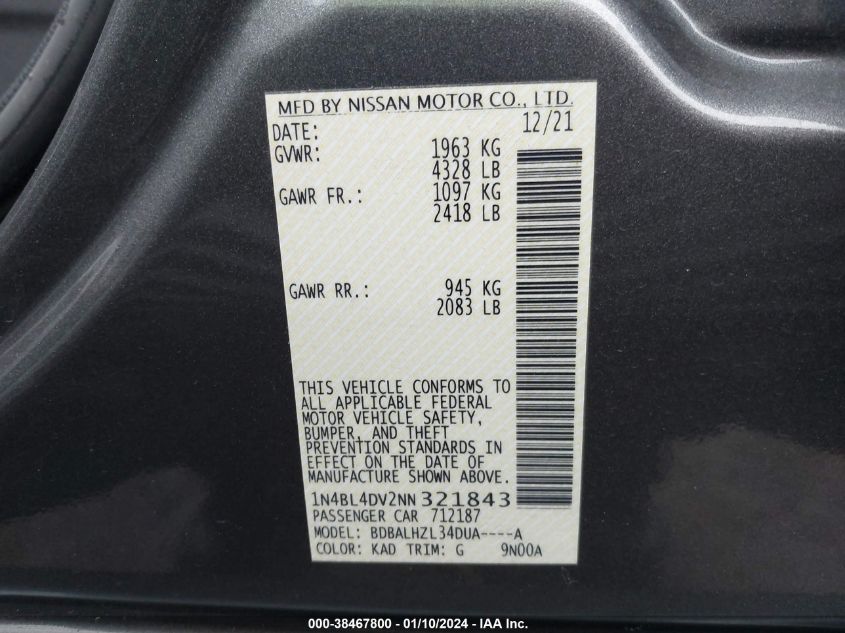 MFD BY NISSAN MOTOR CO., LTD.
DATE: 12/21
GVWR: 1963 KG
4328 LB
GAWR FR.: 1097 KG
2418 LB
GAWR RR.: 945 KG
2083 LB
THIS VEHICLE CONFORMS TO
ALL APPLICABLE FEDERAL
MOTOR VEHICLE SAFETY,
BUMPER, AND THEFT
PREVENTION STANDARDS IN
EFFECT ON THE DATE OF
MANUFACTURE SHOWN ABOVE.
1N4BL4DV2NN321843
PASSENGER CAR 712187
MODEL: BDBALHZL34DUA----A
COLOR: KAD TRIM: G 9N00A
000-38467800 - 01/10/2024 - IAA Inc.